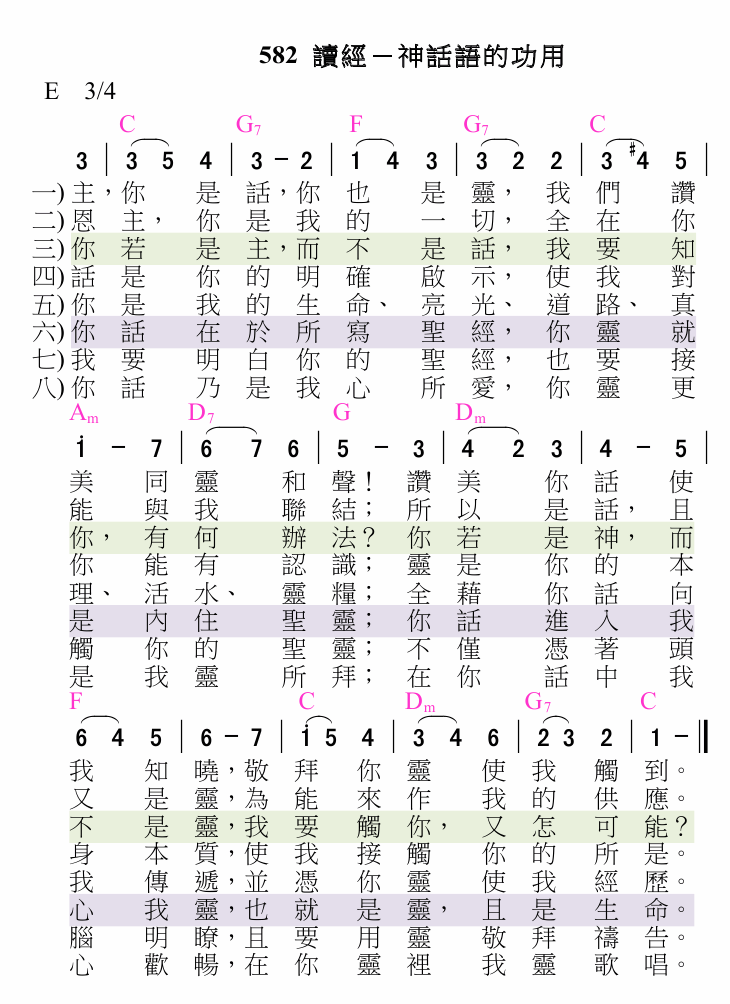 582 讀經－神話語的功用
E 3/4
C G7 F G7 C
3 | 3 5 4 | 3 - 2 | 1 4 3 | 3 2 2 | 3 ♯4 5 |
一) 主，你是話，你也是靈，我們讚
二) 恩主，你是我的一切，全在你
三) 你若是主，而不是話，我要知
四) 話是你的明確啟示，使我對
五) 你是我的生命、亮光、道路、真
六) 你話在於所寫聖經，你靈就
七) 我要明白你的聖經，也要接
八) 你話乃是我心所愛，你靈更
Am D7 G Dm
i - 7 | 6 7 6 | 5 - 3 | 4 2 3 | 4 - 5 |
美同靈和聲！讚美你話使
能與我聯結；所以是話，且
你，有何辦法？你若是神，而
你能有認識；靈是你的本
理、活水、靈糧；全藉你話向
是內住聖靈；你話進入我
觸你的聖靈；不僅憑著頭
是我靈所拜；在你話中我
F C Dm G7 C
6 4 5 | 6 - 7 | i 5 4 | 3 4 6 | 2 3 2 | 1 - ||
我知曉，敬拜你靈使我觸到。
又是靈，為能來作我的供應。
不是靈，我要觸你，又怎可能？
身本質，使我接觸你的所是。
我傳遞，並憑你靈使我經歷。
心我靈，也就是靈，且是生命。
腦明瞭，且要用靈敬拜禱告。
心歡暢，在你靈裡我靈歌唱。